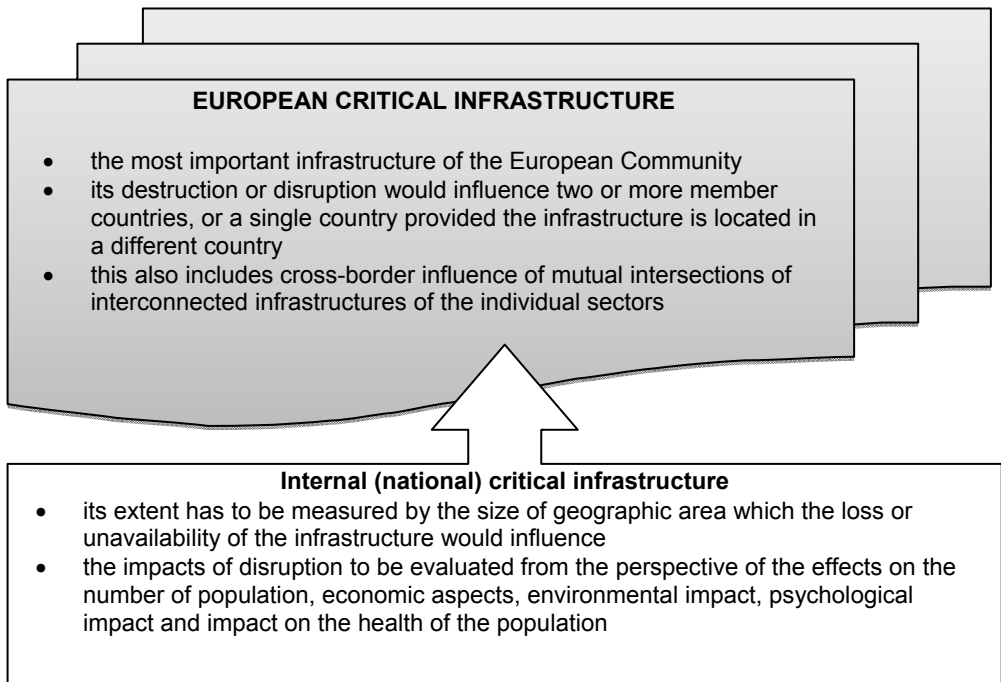 EUROPEAN CRITICAL INFRASTRUCTURE
• the most important infrastructure of the European Community
• its destruction or disruption would influence two or more member
countries, or a single country provided the infrastructure is located in
a different country
• this also includes cross-border influence of mutual intersections of
interconnected infrastructures of the individual sectors
Internal (national) critical infrastructure
• its extent has to be measured by the size of geographic area which the loss or
unavailability of the infrastructure would influence
• the impacts of disruption to be evaluated from the perspective of the effects on the
number of population, economic aspects, environmental impact, psychological
impact and impact on the health of the population